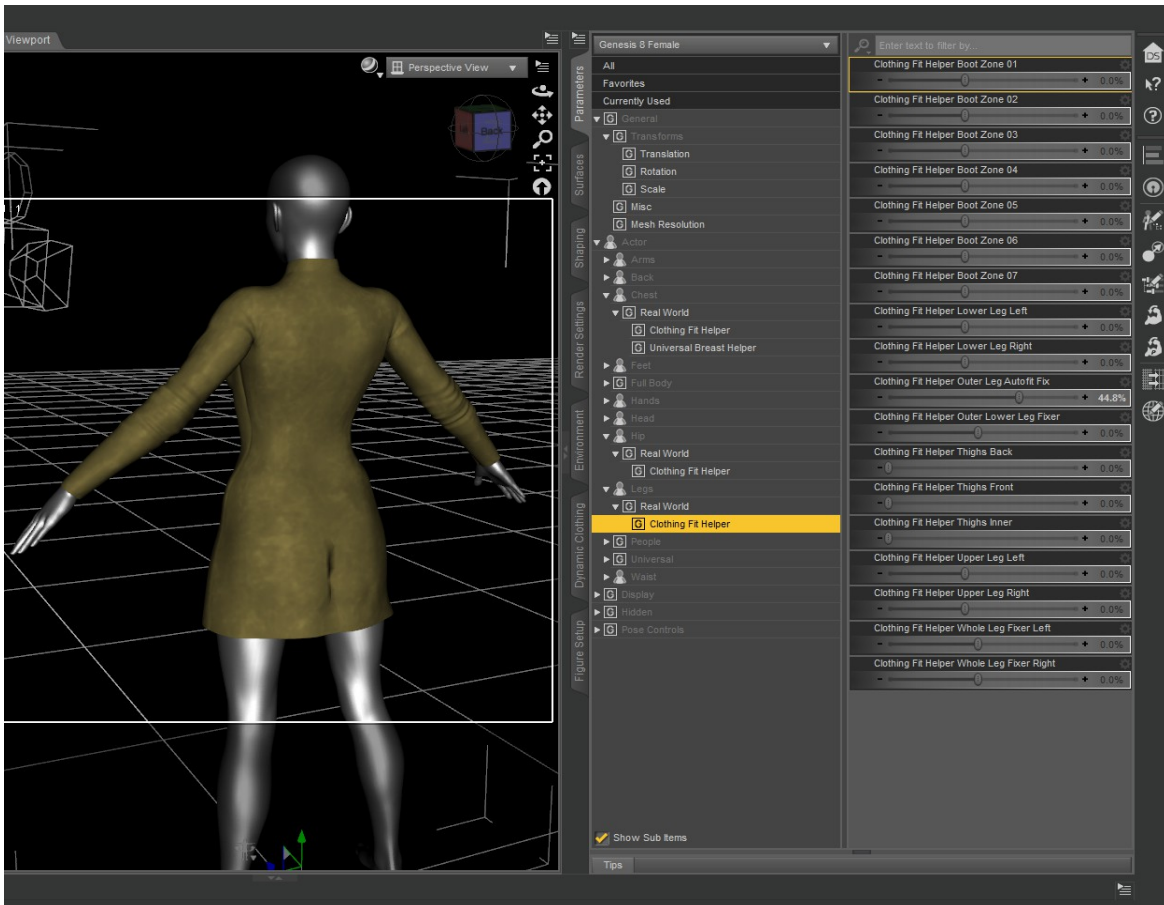 Viewport
Perspective View
Back
Parameters
Surfaces
Shaping
Render Settings
Environment
Dynamic Clothing
Figure Setup
Genesis 8 Female
All
Favorites
Currently Used
G General
G Transforms
G Translation
G Rotation
G Scale
G Misc
G Mesh Resolution
Actor
Arms
Back
Chest
G Real World
G Clothing Fit Helper
G Universal Breast Helper
Feet
G Full Body
Hands
Head
Hip
G Real World
G Clothing Fit Helper
Legs
G Real World
G Clothing Fit Helper
G People
G Universal
Waist
G Display
G Hidden
G Pose Controls
Show Sub Items
Tips
Enter text to filter by...
Clothing Fit Helper Boot Zone 01
- + 0.0%
Clothing Fit Helper Boot Zone 02
- + 0.0%
Clothing Fit Helper Boot Zone 03
- + 0.0%
Clothing Fit Helper Boot Zone 04
- + 0.0%
Clothing Fit Helper Boot Zone 05
- + 0.0%
Clothing Fit Helper Boot Zone 06
- + 0.0%
Clothing Fit Helper Boot Zone 07
- + 0.0%
Clothing Fit Helper Lower Leg Left
- + 0.0%
Clothing Fit Helper Lower Leg Right
- + 0.0%
Clothing Fit Helper Outer Leg Autofit Fix
- + 44.8%
Clothing Fit Helper Outer Lower Leg Fixer
- + 0.0%
Clothing Fit Helper Thighs Back
- + 0.0%
Clothing Fit Helper Thighs Front
- + 0.0%
Clothing Fit Helper Thighs Inner
- + 0.0%
Clothing Fit Helper Upper Leg Left
- + 0.0%
Clothing Fit Helper Upper Leg Right
- + 0.0%
Clothing Fit Helper Whole Leg Fixer Left
- + 0.0%
Clothing Fit Helper Whole Leg Fixer Right
- + 0.0%
DS
?
?